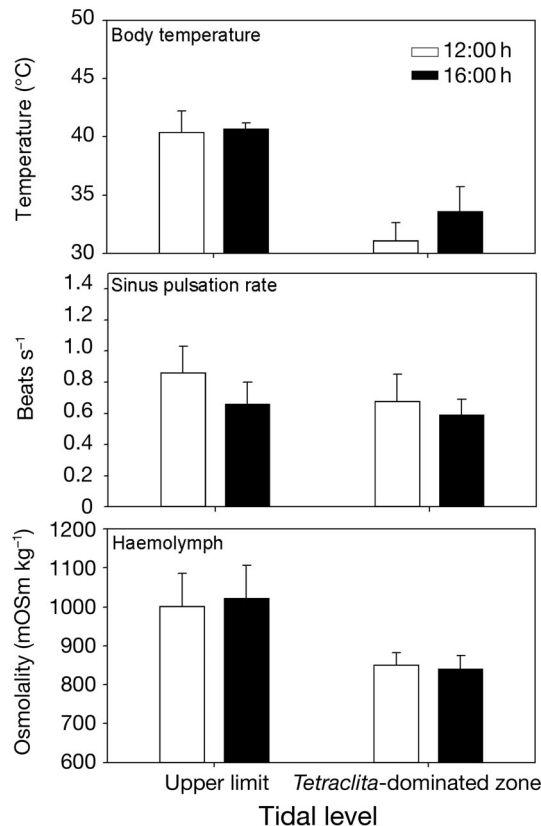 Body temperature
12:00 h
16:00 h
Temperature (°C)
50
45
40
35
30
Sinus pulsation rate
Beats s⁻¹
1.4
1.2
1.0
0.8
0.6
0.4
0.2
0
Haemolymph
Osmolality (mOSm kg⁻¹)
1200
1100
1000
900
800
700
600
Upper limit
Tetraclita-dominated zone
Tidal level